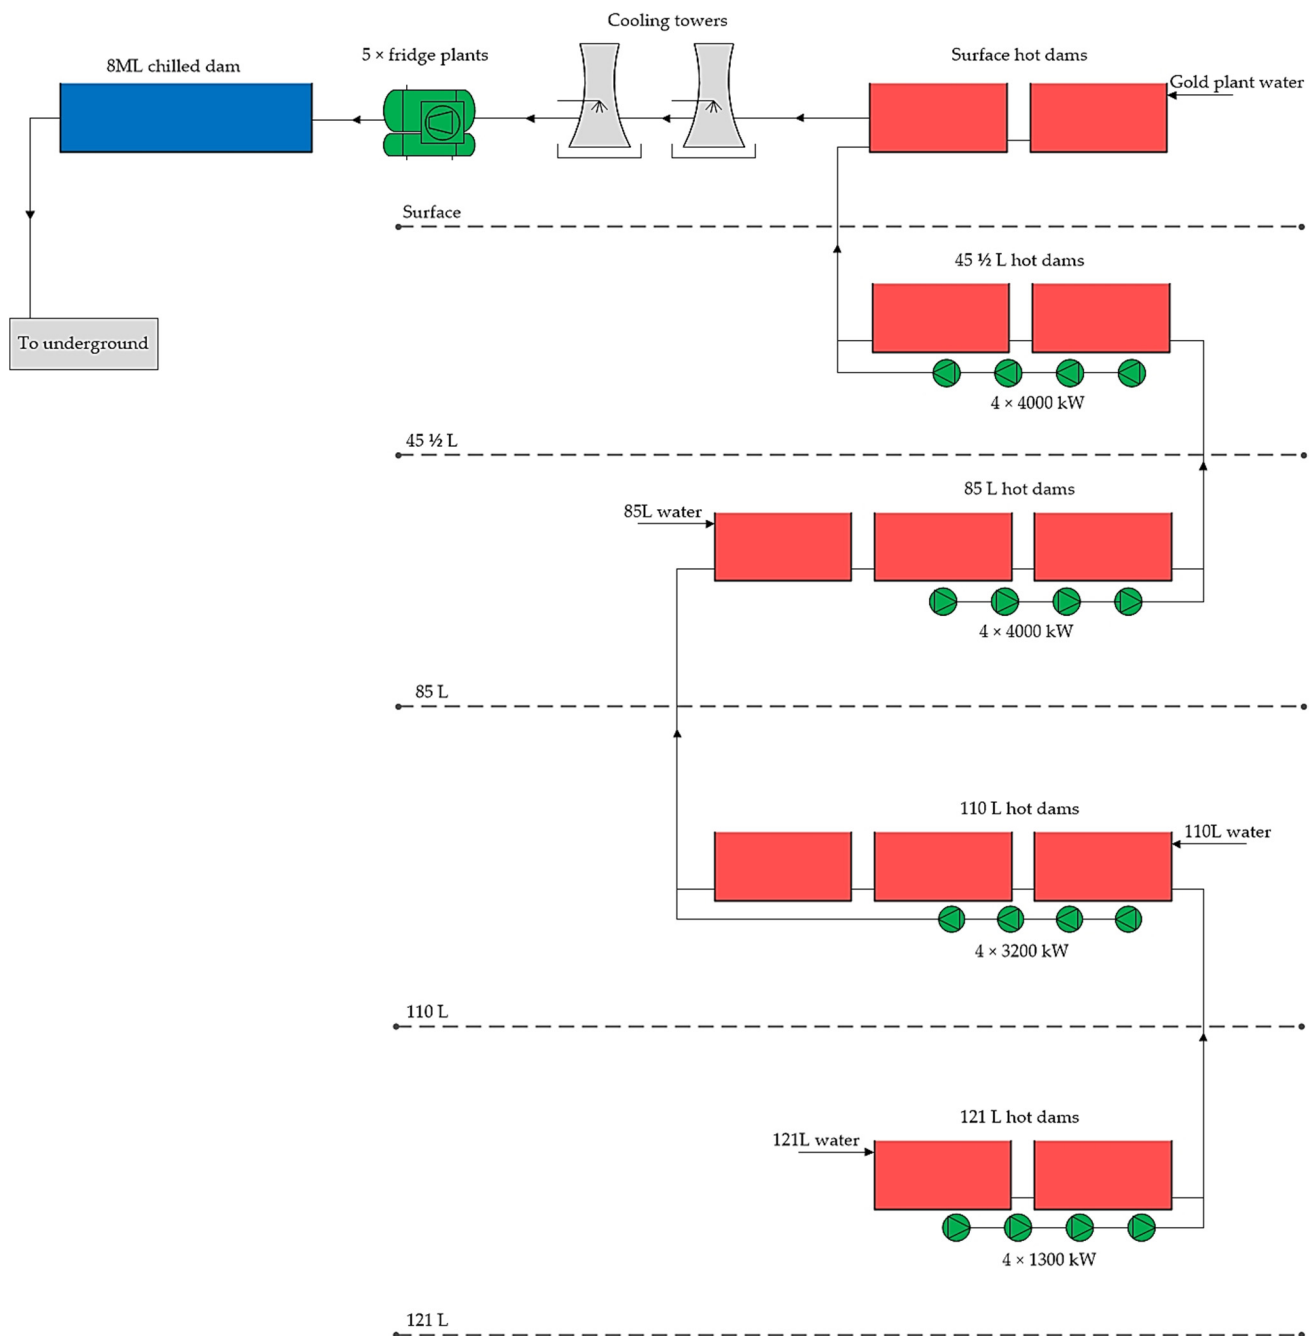 Cooling towers
5 × fridge plants
Surface hot dams
8ML chilled dam
Gold plant water
Surface
45 ½ L hot dams
To underground
4 × 4000 kW
45 ½ L
85 L hot dams
85L water
4 × 4000 kW
85 L
110 L hot dams
110L water
4 × 3200 kW
110 L
121 L hot dams
121L water
4 × 1300 kW
121 L